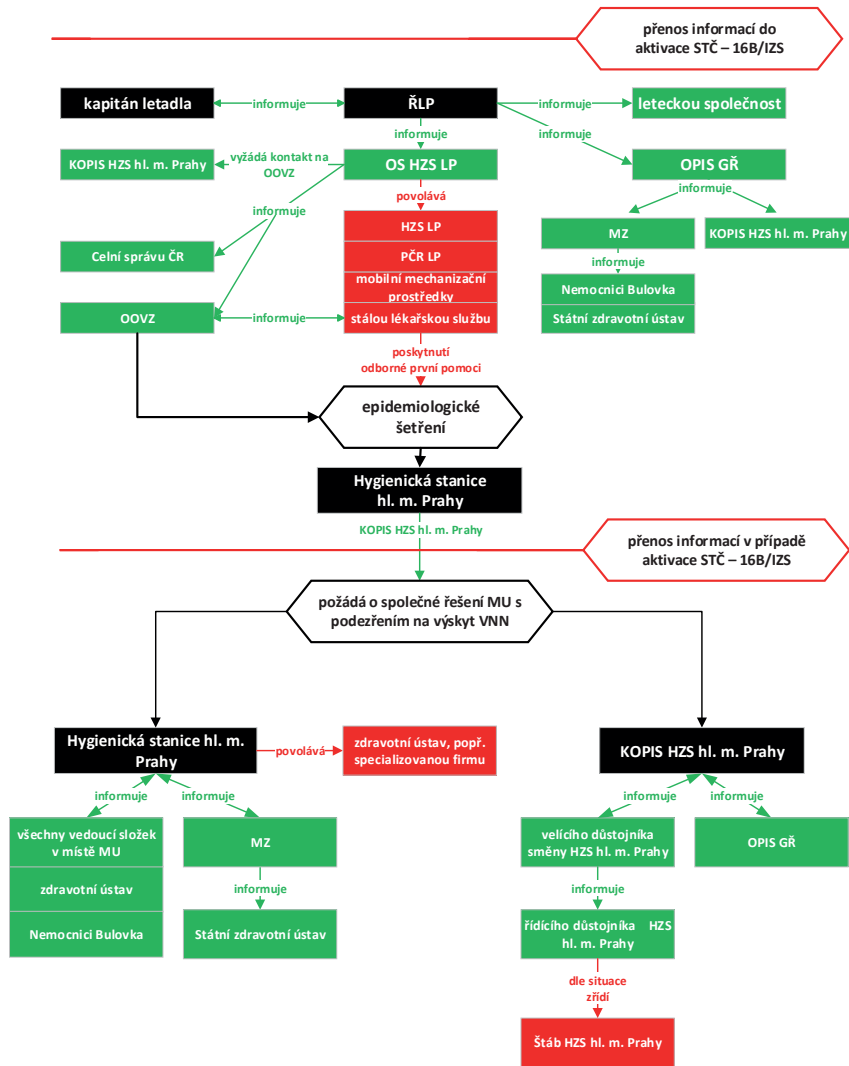 přenos informací do
aktivace STČ – 16B/IZS
kapitán letadla
informuje
ŘLP
informuje
leteckou společnost
informuje
informuje
KOPIS HZS hl. m. Prahy
vyžádá kontakt na
OOVZ
OS HZS LP
OPIS GŘ
povolává
informuje
informuje
HZS LP
MZ
KOPIS HZS hl. m. Prahy
Celní správu ČR
PČR LP
informuje
mobilní mechanizační
prostředky
Nemocnici Bulovka
OOVZ
informuje
stálou lékařskou službu
Státní zdravotní ústav
poskytnutí
odborné první pomoci
epidemiologické
šetření
Hygienická stanice
hl. m. Prahy
KOPIS HZS hl. m. Prahy
přenos informací v případě
aktivace STČ – 16B/IZS
požádá o společné řešení MU s
podezřením na výskyt VNN
Hygienická stanice hl. m.
Prahy
povolává
zdravotní ústav, popř.
specializovanou firmu
KOPIS HZS hl. m. Prahy
informuje
informuje
informuje
informuje
všechny vedoucí složek
v místě MU
MZ
velícího důstojníka
směny HZS hl. m. Prahy
OPIS GŘ
zdravotní ústav
informuje
informuje
Nemocnici Bulovka
Státní zdravotní ústav
řídícího důstojníka HZS
hl. m. Prahy
dle situace
zřídí
Štáb HZS hl. m. Prahy